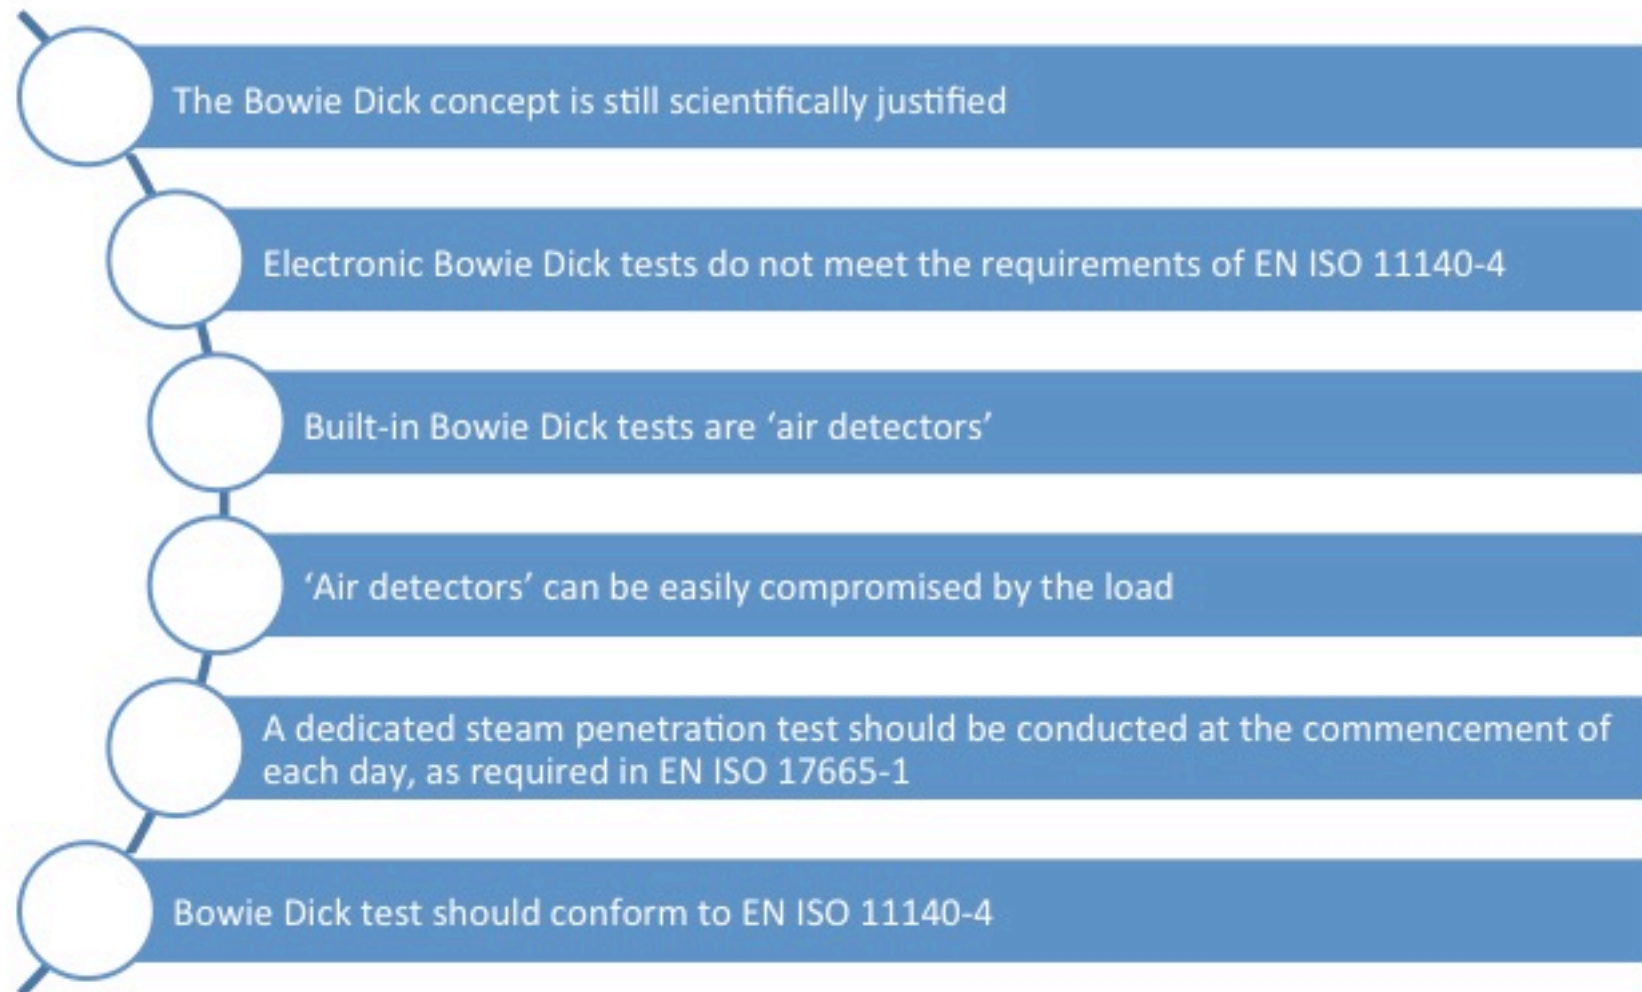 The Bowie Dick concept is still scientifically justified
Electronic Bowie Dick tests do not meet the requirements of EN ISO 11140-4
Built-in Bowie Dick tests are ‘air detectors’
‘Air detectors’ can be easily compromised by the load
A dedicated steam penetration test should be conducted at the commencement of
each day, as required in EN ISO 17665-1
Bowie Dick test should conform to EN ISO 11140-4